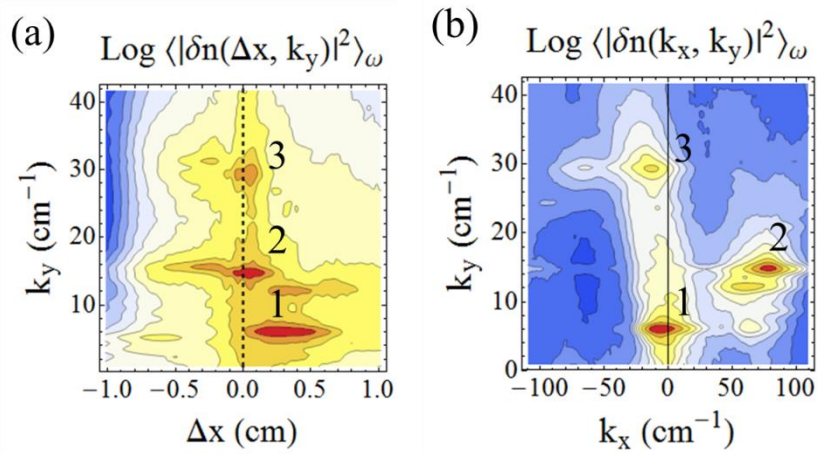 (a)
Log ⟨|δn(Δx, k_y)|²⟩_ω
40
30
20
10
k_y (cm⁻¹)
3
2
1
−1.0 −0.5 0.0 0.5 1.0
Δx (cm)
(b)
Log ⟨|δn(k_x, k_y)|²⟩_ω
40
30
20
10
0
k_y (cm⁻¹)
3
2
1
−100 −50 0 50 100
k_x (cm⁻¹)